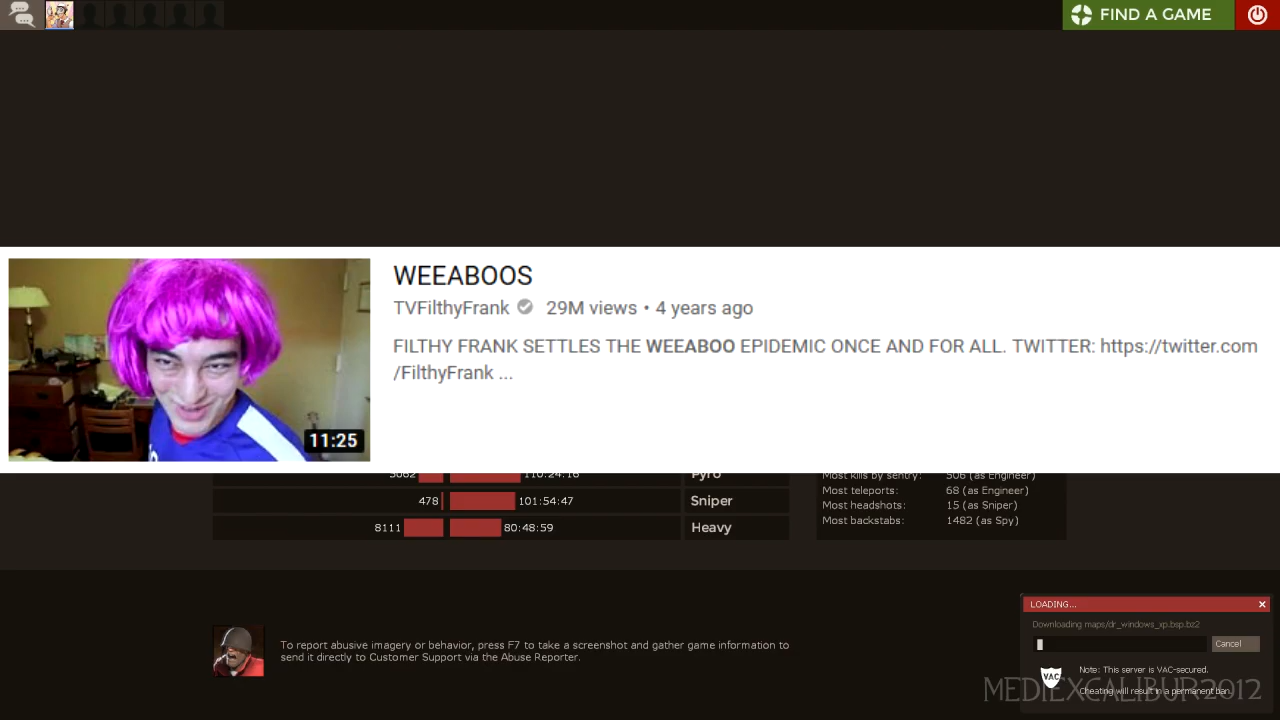 FIND A GAME
WEEABOOS
TVFilthyFrank 29M views • 4 years ago
FILTHY FRANK SETTLES THE WEEABOO EPIDEMIC ONCE AND FOR ALL. TWITTER: https://twitter.com
/FilthyFrank ...
11:25
5062 110:24:16 Pyro
478 101:54:47 Sniper
8111 80:48:59 Heavy
Most kills by sentry: 506 (as Engineer)
Most teleports: 68 (as Engineer)
Most headshots: 15 (as Sniper)
Most backstabs: 1482 (as Spy)
To report abusive imagery or behavior, press F7 to take a screenshot and gather game information to
send it directly to Customer Support via the Abuse Reporter.
LOADING...
Downloading maps/dr_windows_xp.bsp.bz2
Cancel
VAC
Note: This server is VAC-secured.
Cheating will result in a permanent ban.
MEDIEXCALIBUR2012